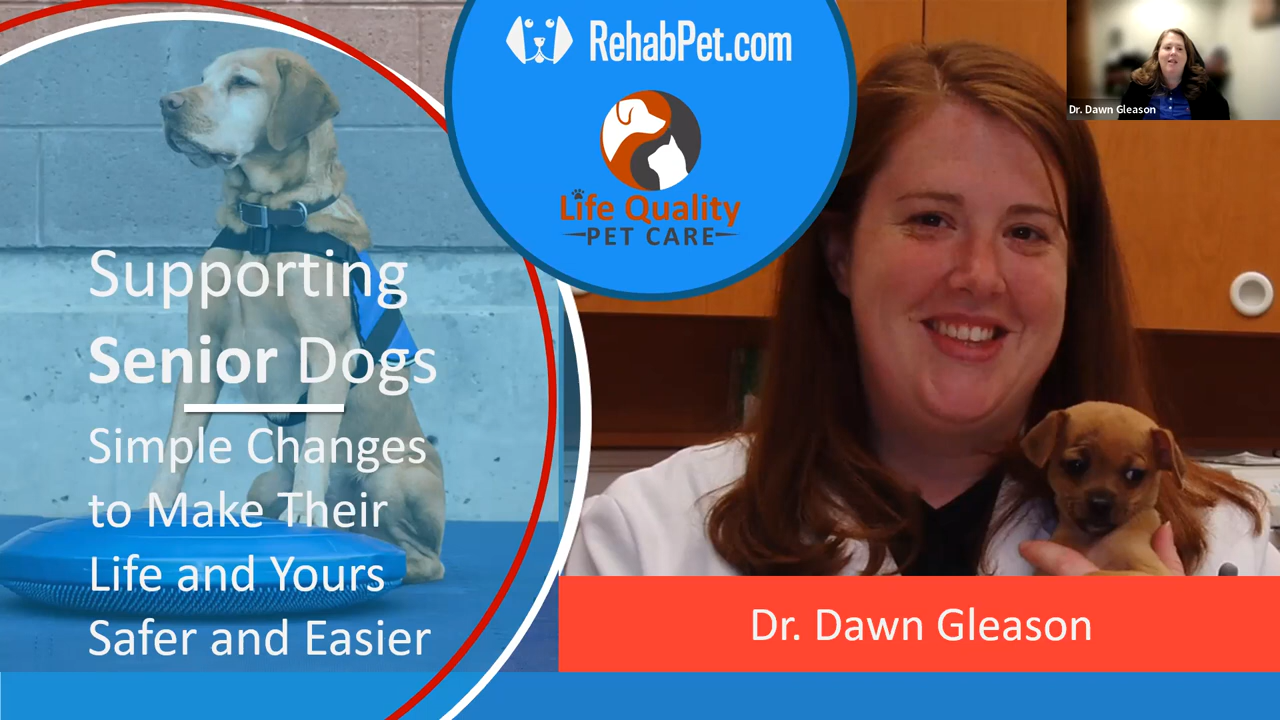 RehabPet.com
Life Quality
PET CARE
Dr. Dawn Gleason
Supporting
Senior Dogs
Simple Changes
to Make Their
Life and Yours
Safer and Easier
Dr. Dawn Gleason